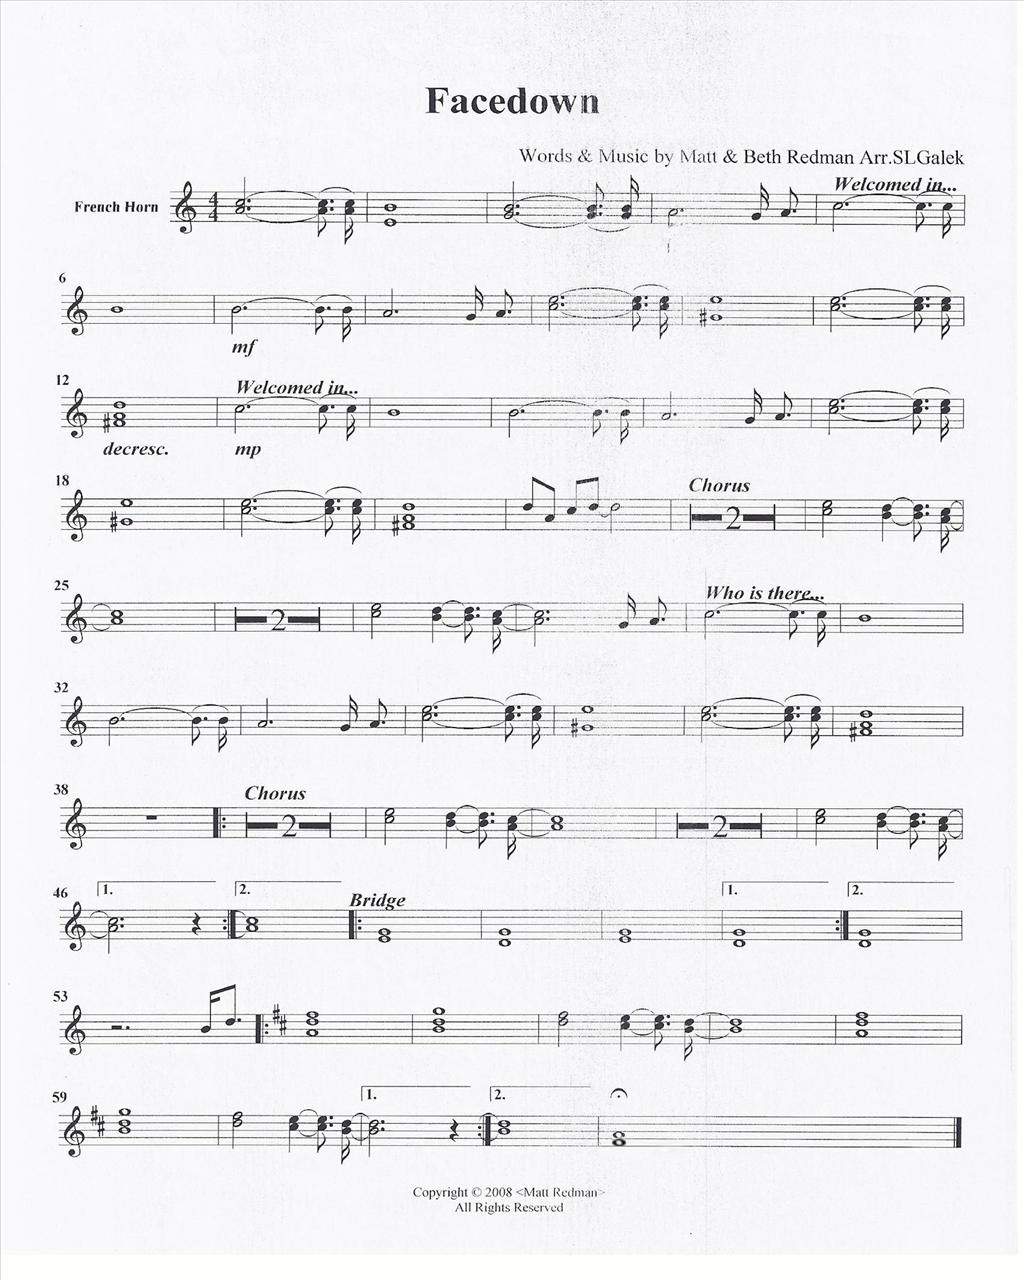 Facedown
Words & Music by Matt & Beth Redman Arr.SLGalek
Welcomed in...
French Horn
4
4
6
mf
12
Welcomed in...
decresc.
mp
18
Chorus
2
25
Who is there...
2
32
38
Chorus
2
2
46
1.
2.
Bridge
1.
2.
53
59
1.
2.
Copyright © 2008 <Matt Redman>
All Rights Reserved